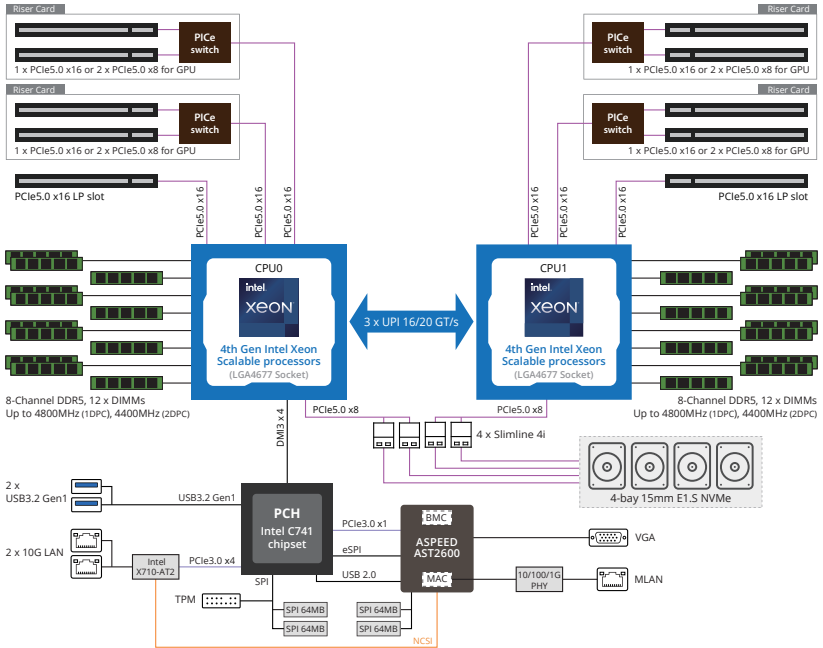 Riser Card
PICe
switch
1 x PCIe5.0 x16 or 2 x PCIe5.0 x8 for GPU
Riser Card
PICe
switch
1 x PCIe5.0 x16 or 2 x PCIe5.0 x8 for GPU
Riser Card
PICe
switch
1 x PCIe5.0 x16 or 2 x PCIe5.0 x8 for GPU
Riser Card
PICe
switch
1 x PCIe5.0 x16 or 2 x PCIe5.0 x8 for GPU
PCIe5.0 x16 LP slot
PCIe5.0 x16 LP slot
PCIe5.0 x16
PCIe5.0 x16
PCIe5.0 x16
PCIe5.0 x16
PCIe5.0 x16
PCIe5.0 x16
CPU0
intel.
xeon
4th Gen Intel Xeon
Scalable processors
(LGA4677 Socket)
3 x UPI 16/20 GT/s
CPU1
intel.
xeon
4th Gen Intel Xeon
Scalable processors
(LGA4677 Socket)
8-Channel DDR5, 12 x DIMMs
Up to 4800MHz (1DPC), 4400MHz (2DPC)
8-Channel DDR5, 12 x DIMMs
Up to 4800MHz (1DPC), 4400MHz (2DPC)
DMI3 x 4
PCIe5.0 x8
PCIe5.0 x8
4 x Slimline 4i
4-bay 15mm E1.S NVMe
2 x
USB3.2 Gen1
USB3.2 Gen1
PCH
Intel C741
chipset
PCIe3.0 x1
eSPI
USB 2.0
BMC
ASPEED
AST2600
MAC
VGA
2 x 10G LAN
Intel
X710-AT2
PCIe3.0 x4
10/100/1G
PHY
MLAN
SPI
TPM
SPI 64MB
SPI 64MB
SPI 64MB
SPI 64MB
NCSI